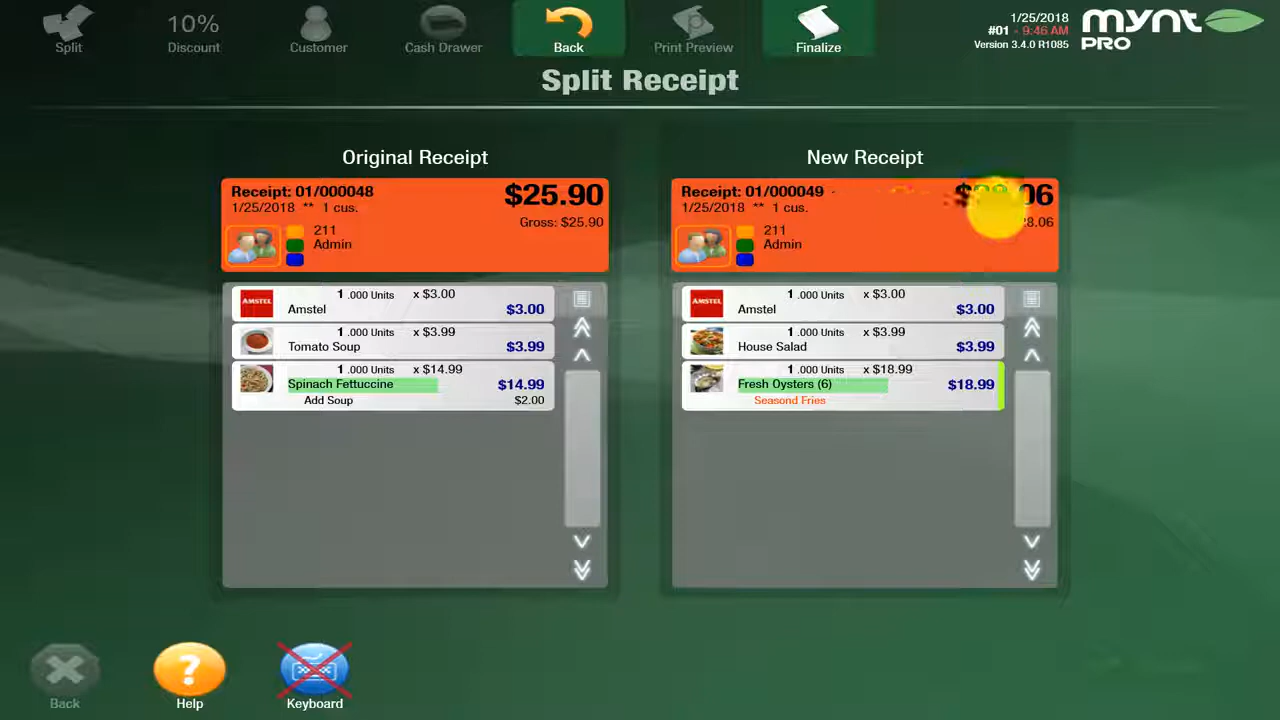 Split
10%
Discount
Customer
Cash Drawer
Back
Print Preview
Finalize
1/25/2018
#01 - 9:46 AM
Version 3.4.0 R1085
mynt
PRO
Split Receipt
Original Receipt
Receipt: 01/000048
$25.90
1/25/2018 ** 1 cus.
Gross: $25.90
211
Admin
1 .000 Units x $3.00
AMSTEL
Amstel
$3.00
1 .000 Units x $3.99
Tomato Soup
$3.99
1 .000 Units x $14.99
Spinach Fettuccine
$14.99
Add Soup
$2.00
New Receipt
Receipt: 01/000049
1/25/2018 ** 1 cus.
211
Admin
1 .000 Units x $3.00
AMSTEL
Amstel
$3.00
1 .000 Units x $3.99
House Salad
$3.99
1 .000 Units x $18.99
Fresh Oysters (6)
$18.99
Seasond Fries
Back
?
Help
Keyboard